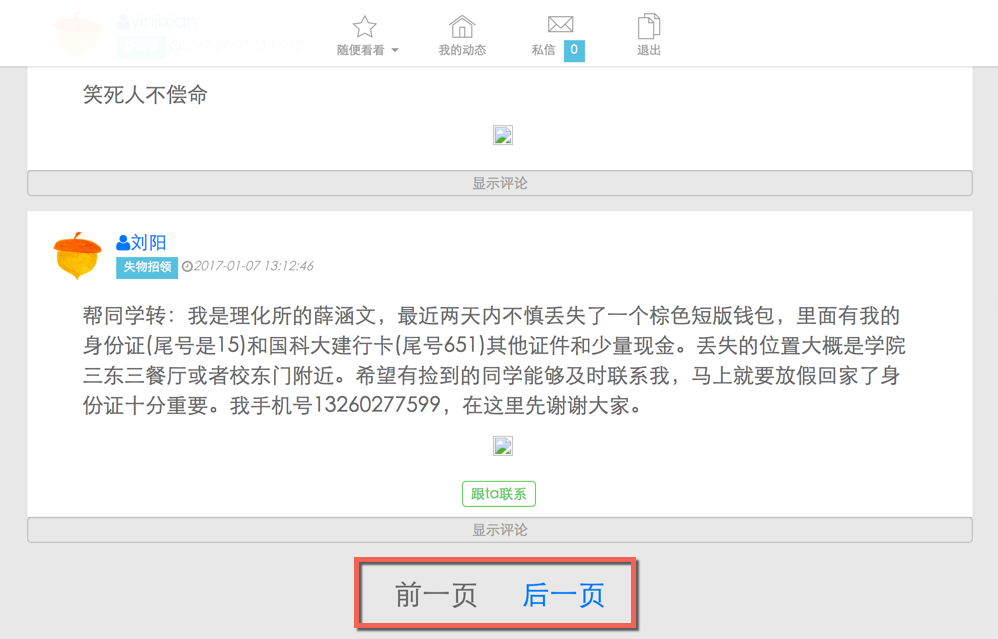 yinjixian
随便看看
我的动态
私信 0
退出
笑死人不偿命
显示评论
刘阳
失物招领 2017-01-07 13:12:46
帮同学转：我是理化所的薛涵文，最近两天内不慎丢失了一个棕色短版钱包，里面有我的
身份证(尾号是15)和国科大建行卡(尾号651)其他证件和少量现金。丢失的位置大概是学院
三东三餐厅或者校东门附近。希望有捡到的同学能够及时联系我，马上就要放假回家了身
份证十分重要。我手机号13260277599，在这里先谢谢大家。
跟ta联系
显示评论
前一页 后一页